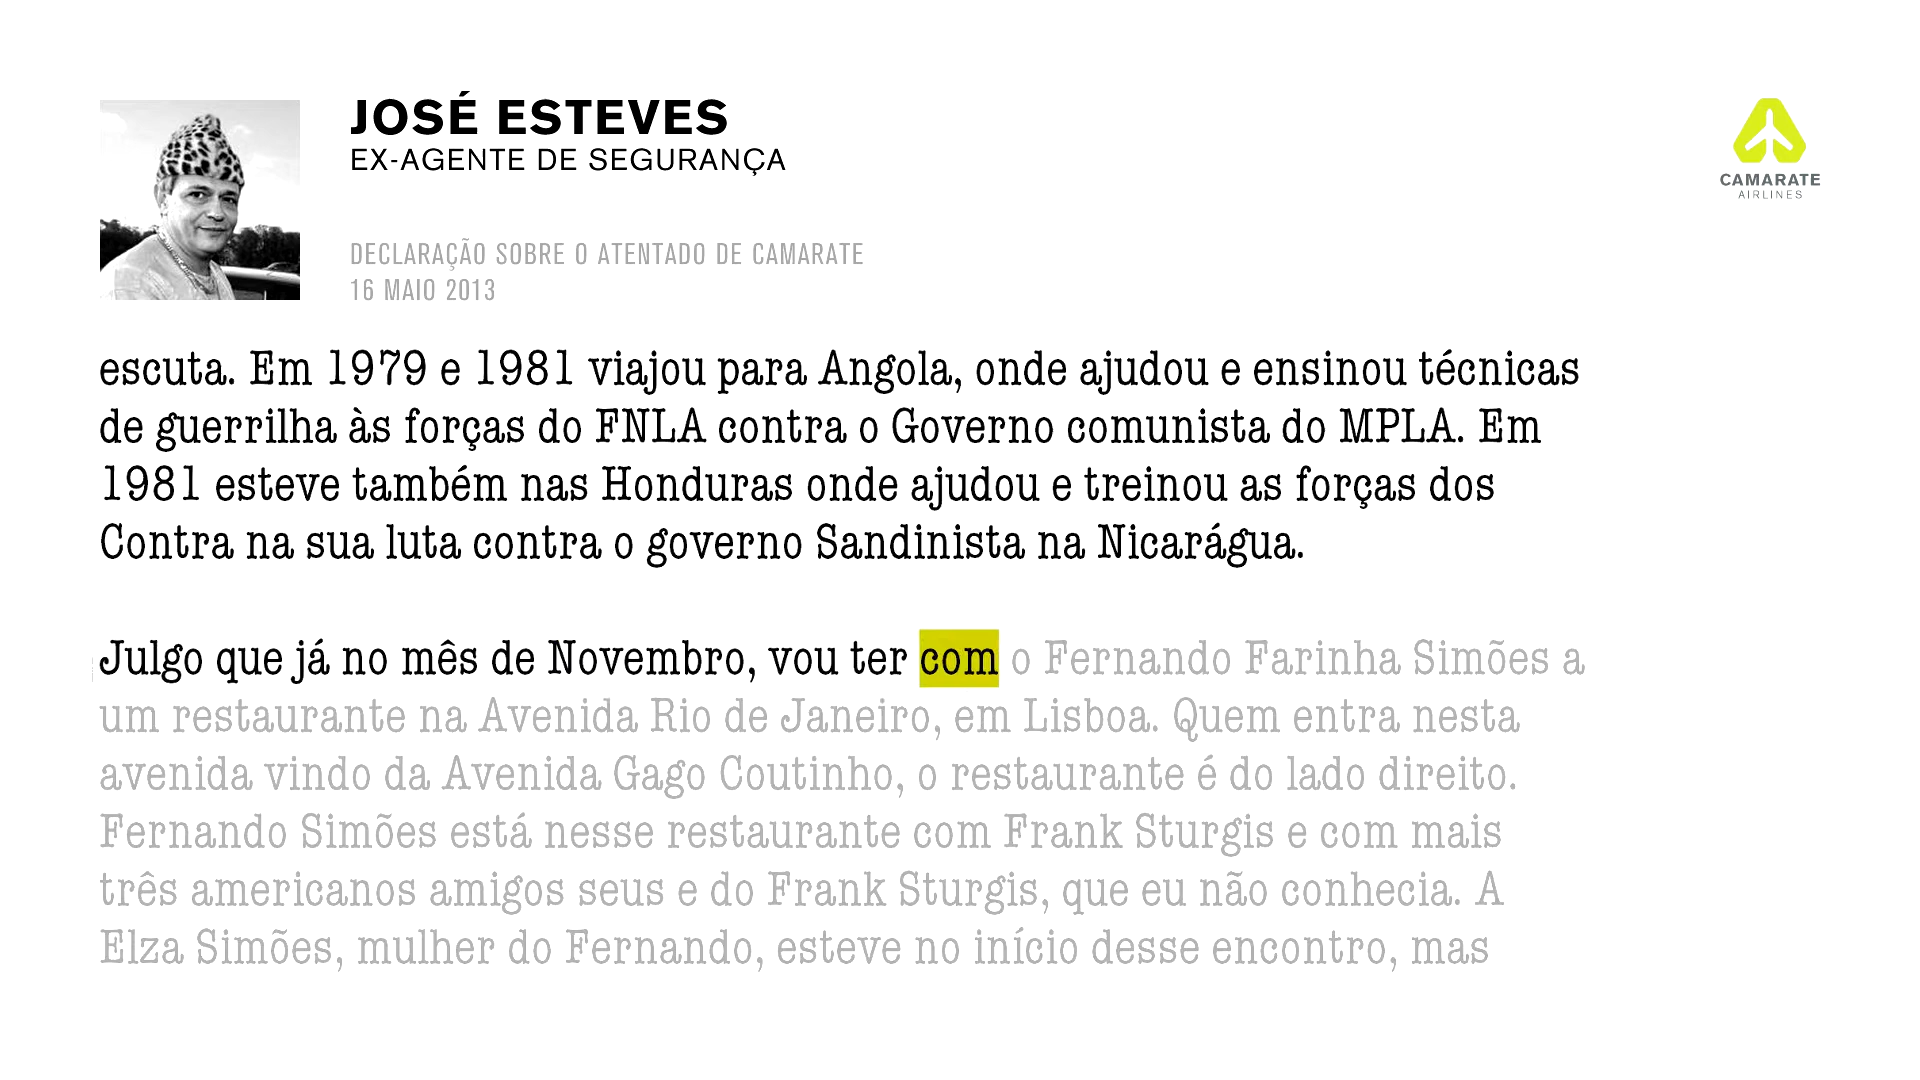 JOSÉ ESTEVES
EX-AGENTE DE SEGURANÇA
DECLARAÇÃO SOBRE O ATENTADO DE CAMARATE
16 MAIO 2013
CAMARATE
AIRLINES
escuta. Em 1979 e 1981 viajou para Angola, onde ajudou e ensinou técnicas
de guerrilha às forças do FNLA contra o Governo comunista do MPLA. Em
1981 esteve também nas Honduras onde ajudou e treinou as forças dos
Contra na sua luta contra o governo Sandinista na Nicarágua.
Julgo que já no mês de Novembro, vou ter com o Fernando Farinha Simões a
um restaurante na Avenida Rio de Janeiro, em Lisboa. Quem entra nesta
avenida vindo da Avenida Gago Coutinho, o restaurante é do lado direito.
Fernando Simões está nesse restaurante com Frank Sturgis e com mais
três americanos amigos seus e do Frank Sturgis, que eu não conhecia. A
Elza Simões, mulher do Fernando, esteve no início desse encontro, mas